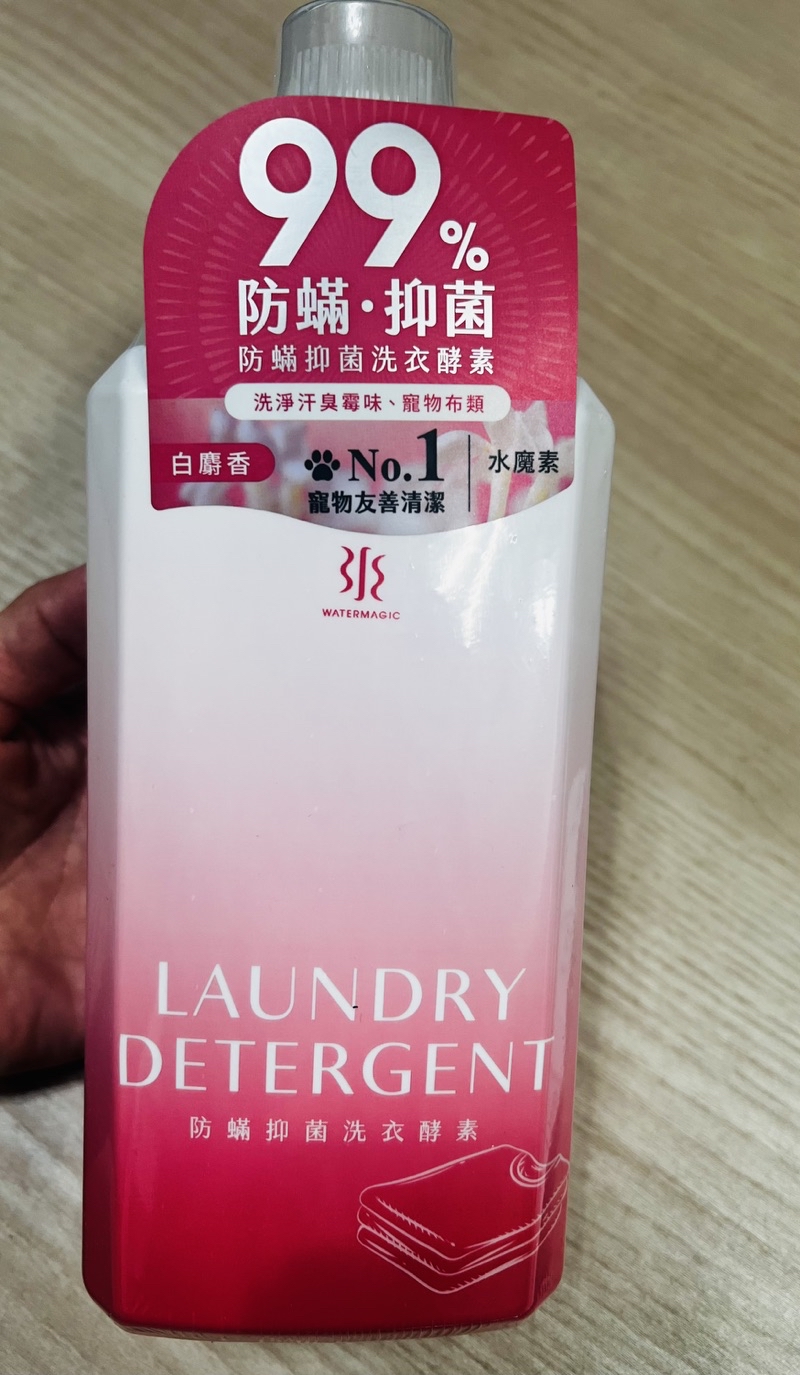 99%
防蟎·抑菌
防蟎抑菌洗衣酵素
洗淨汗臭霉味、寵物布類
白麝香
No.1
寵物友善清潔
水魔素
WATERMAGIC
LAUNDRY
DETERGENT
防蟎抑菌洗衣酵素